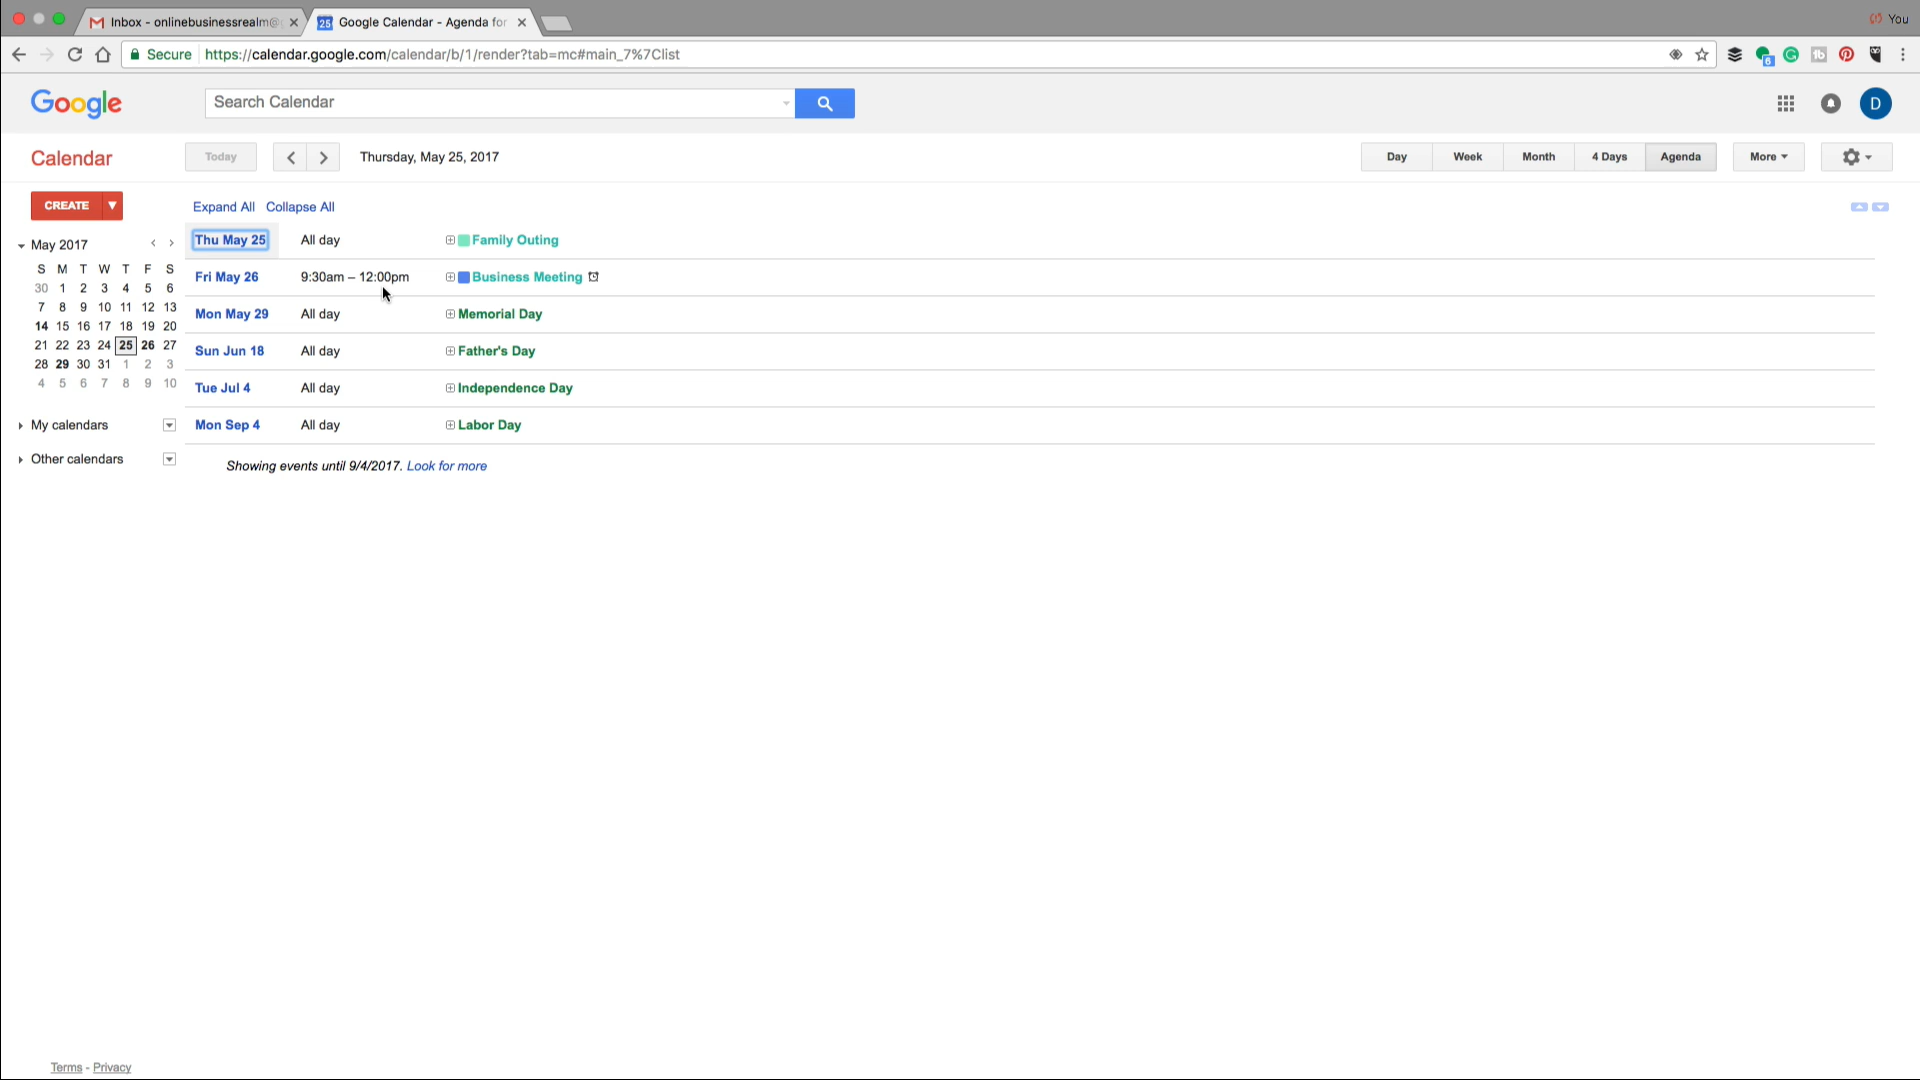 Inbox - onlinebusinessrealm@g
Google Calendar - Agenda for
You
Secure https://calendar.google.com/calendar/b/1/render?tab=mc#main_7%7Clist
6
Google
Search Calendar
D
Calendar
Today
Thursday, May 25, 2017
Day
Week
Month
4 Days
Agenda
More
CREATE
Expand All Collapse All
May 2017
S M T W T F S
30 1 2 3 4 5 6
7 8 9 10 11 12 13
14 15 16 17 18 19 20
21 22 23 24 25 26 27
28 29 30 31 1 2 3
4 5 6 7 8 9 10
My calendars
Other calendars
Thu May 25 All day Family Outing
Fri May 26 9:30am – 12:00pm Business Meeting
Mon May 29 All day Memorial Day
Sun Jun 18 All day Father's Day
Tue Jul 4 All day Independence Day
Mon Sep 4 All day Labor Day
Showing events until 9/4/2017. Look for more
Terms - Privacy